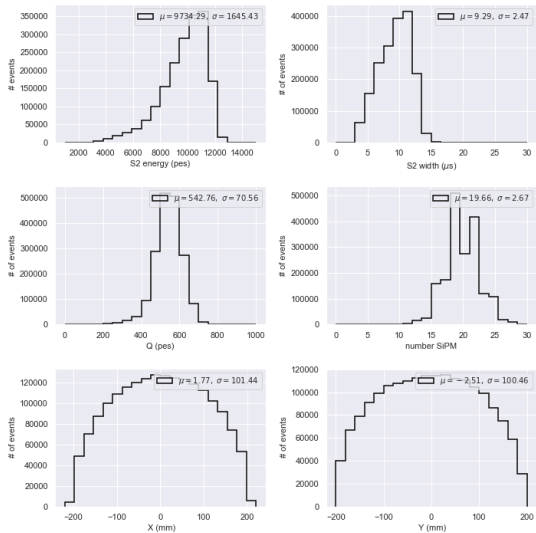 350000
300000
250000
200000
150000
100000
50000
0
# of events
μ = 9734.29, σ = 1645.43
2000 4000 6000 8000 10000 12000 14000
S2 energy (pes)
400000
300000
200000
100000
0
# of events
μ = 9.29, σ = 2.47
0 5 10 15 20 25 30
S2 width (μs)
500000
400000
300000
200000
100000
0
# of events
μ = 542.76, σ = 70.56
0 200 400 600 800 1000
Q (pes)
500000
400000
300000
200000
100000
0
# of events
μ = 19.66, σ = 2.67
0 5 10 15 20 25 30
number SiPM
120000
100000
80000
60000
40000
20000
0
# of events
μ = 1.77, σ = 101.44
−200 −100 0 100 200
X (mm)
120000
100000
80000
60000
40000
20000
0
# of events
μ = −2.51, σ = 100.46
−200 −100 0 100 200
Y (mm)